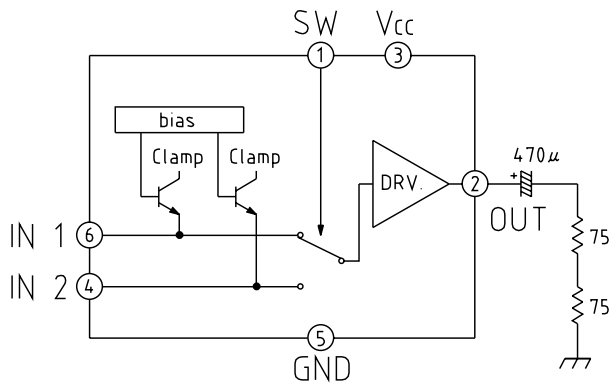 SW Vcc
1 3
bias
Clamp Clamp
470μ
+
DRV.
2
OUT
IN 1 6
75
IN 2 4
75
5
GND